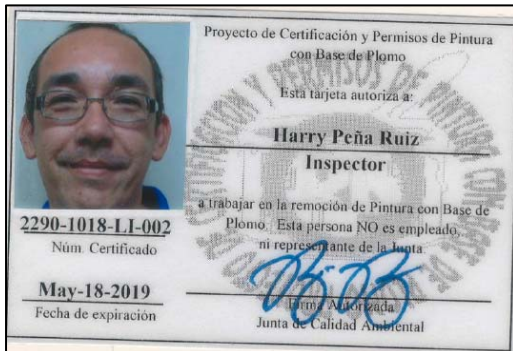 Proyecto de Certificación y Permisos de Pintura
con Base de Plomo
Esta tarjeta autoriza a:
Harry Peña Ruiz
Inspector
a trabajar en la remoción de Pintura con Base de
Plomo. Esta persona NO es empleado,
ni representante de la Junta
Firma Autorizada
Junta de Calidad Ambiental
2290-1018-LI-002
Núm. Certificado
May-18-2019
Fecha de expiración